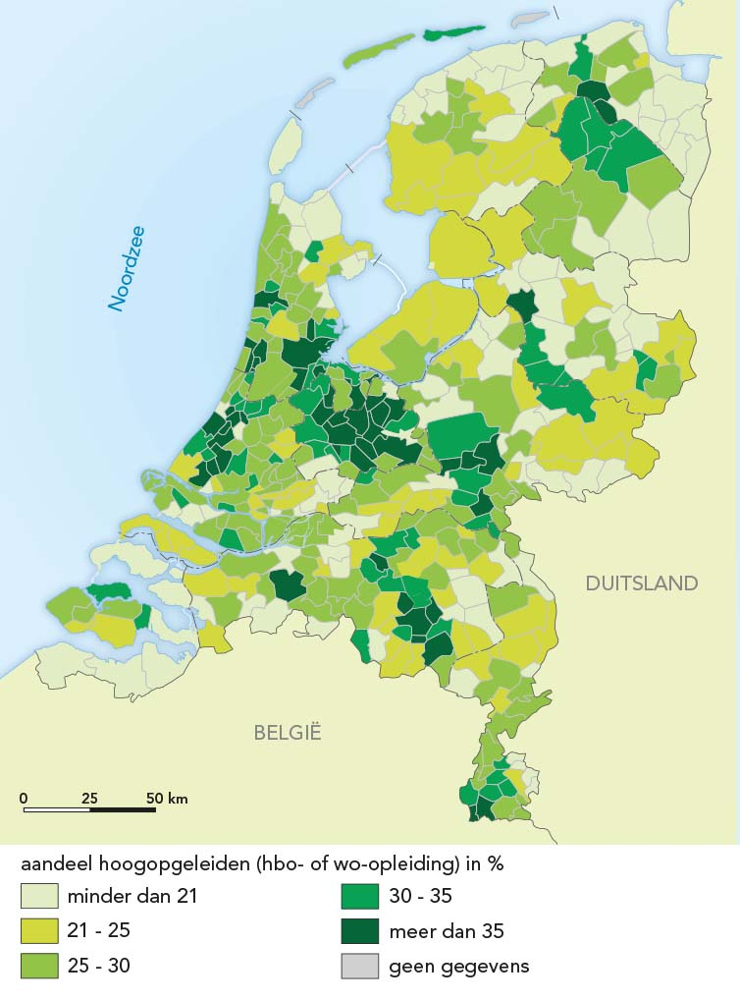 Noordzee
DUITSLAND
BELGIË
0 25 50 km
aandeel hoogopgeleiden (hbo- of wo-opleiding) in %
minder dan 21
21 - 25
25 - 30
30 - 35
meer dan 35
geen gegevens